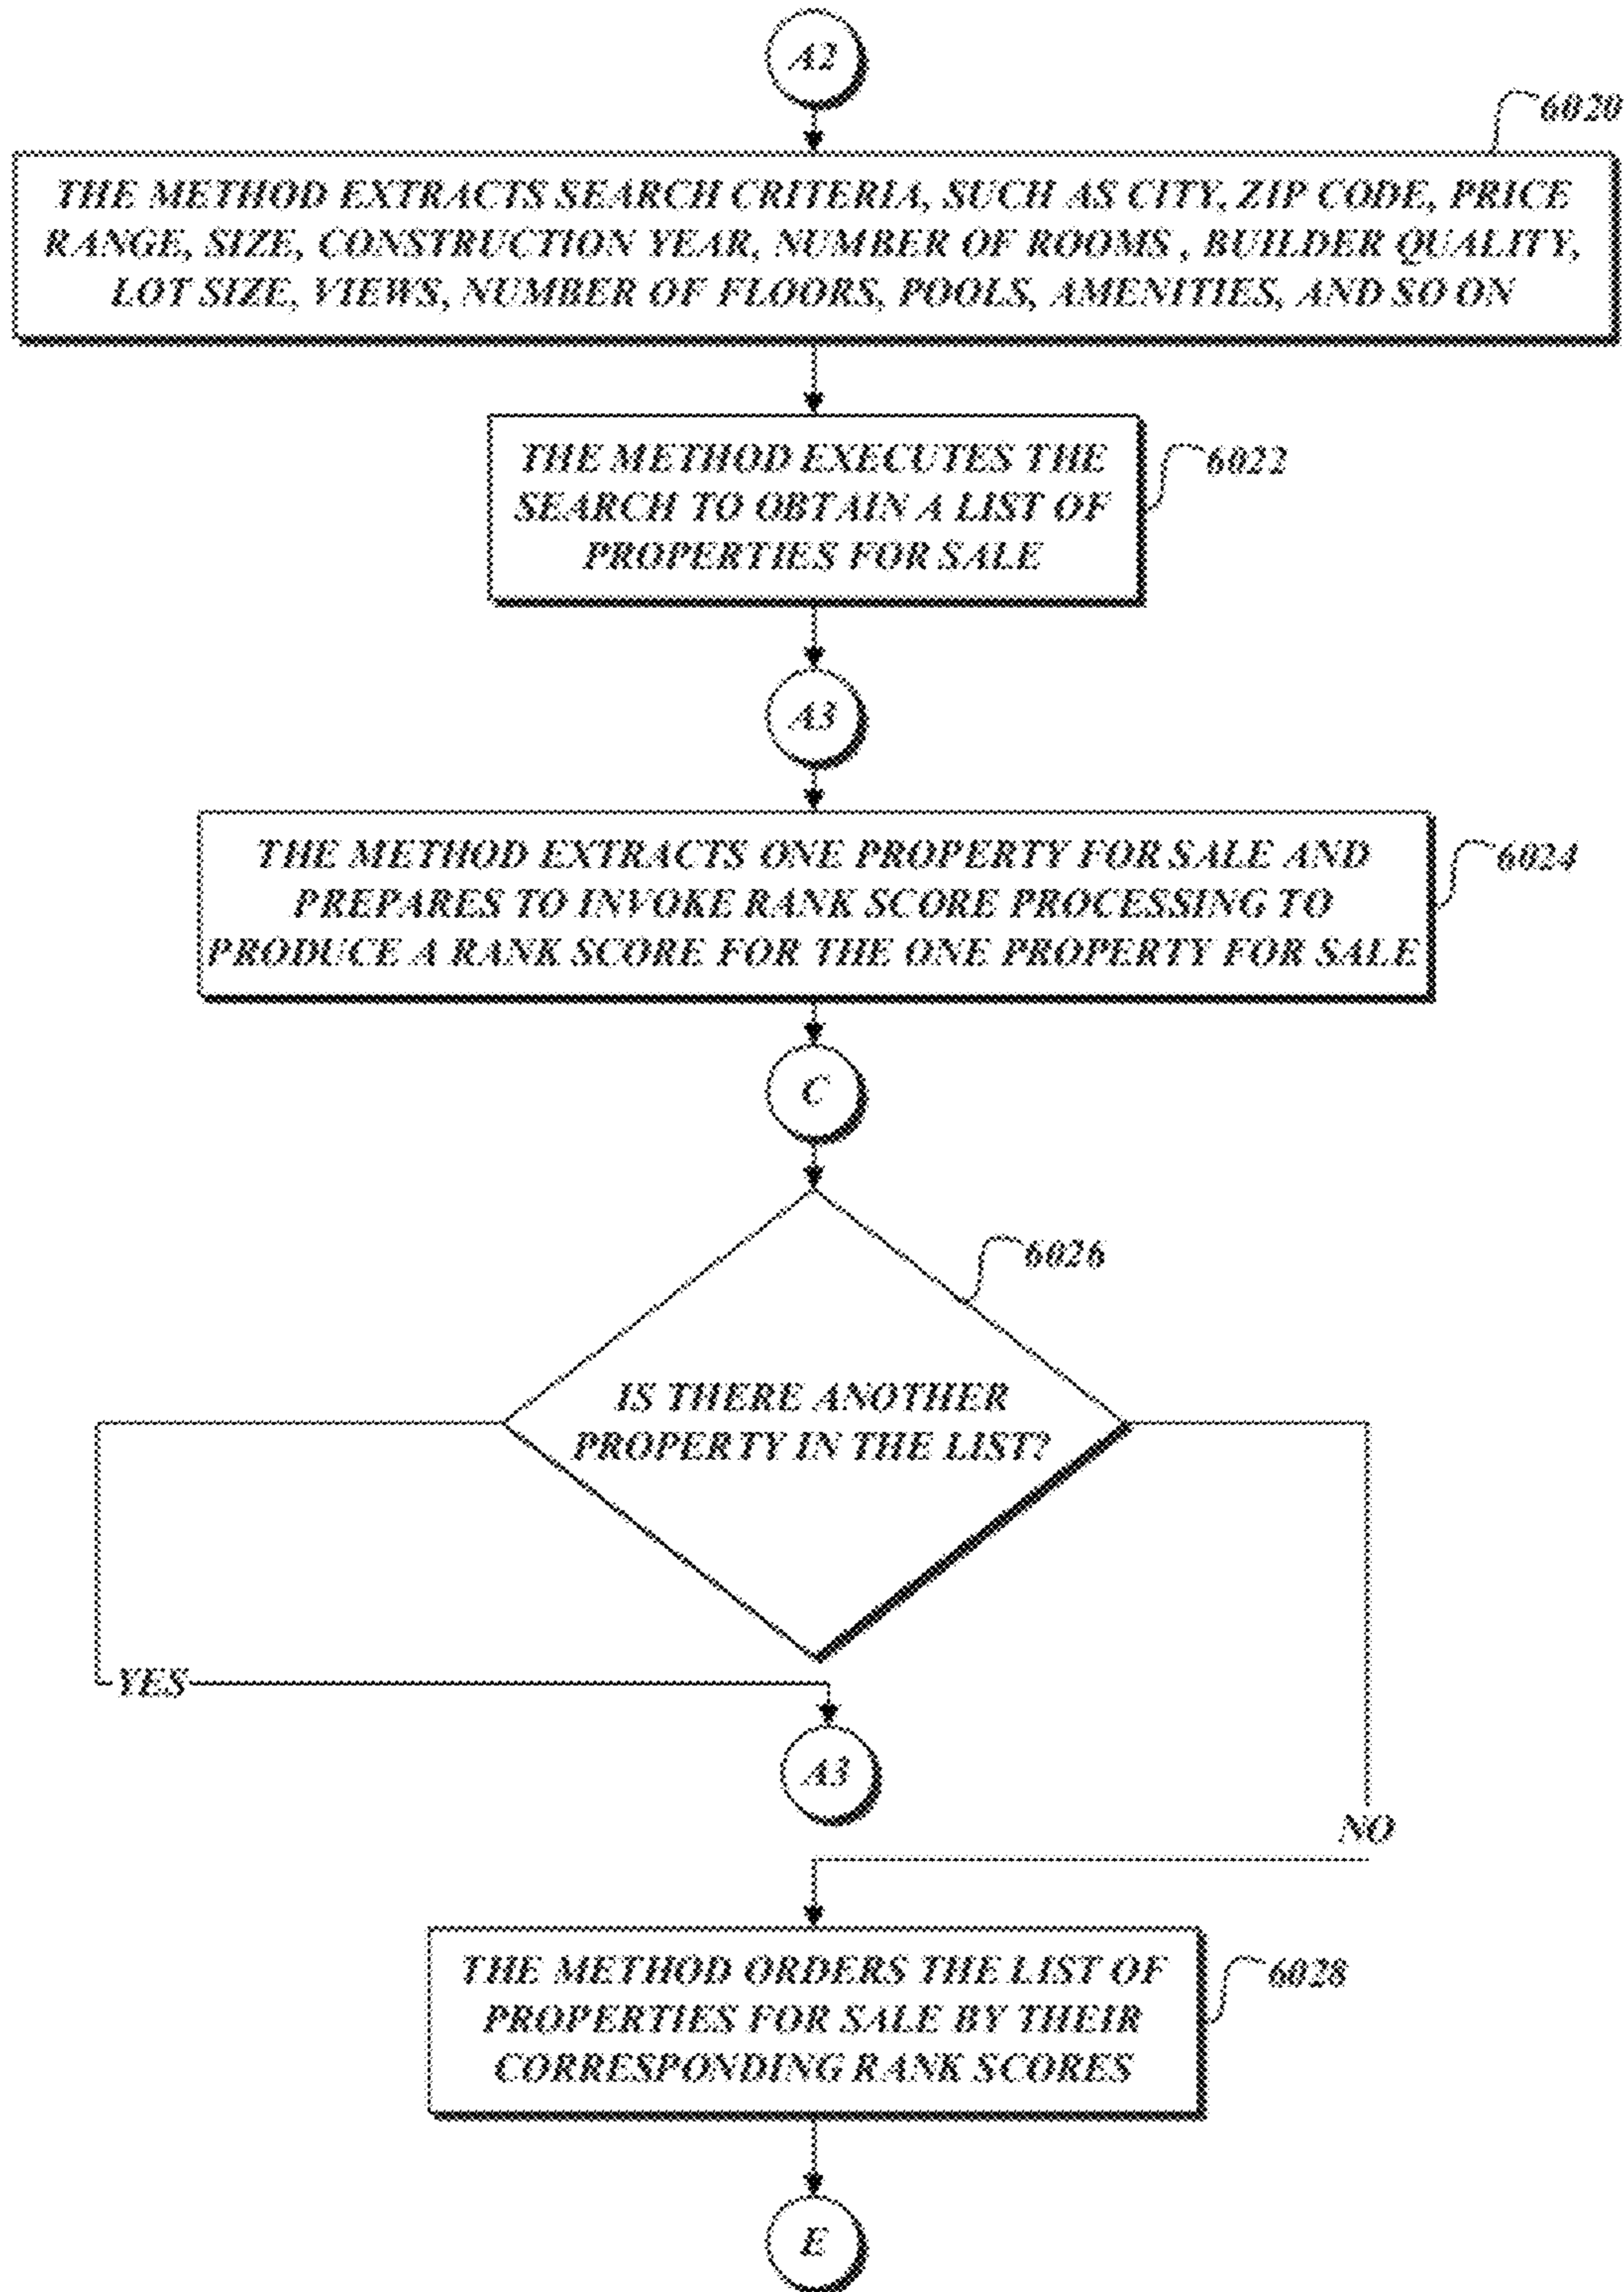 A2
6020
THE METHOD EXTRACTS SEARCH CRITERIA, SUCH AS CITY, ZIP CODE, PRICE
RANGE, SIZE, CONSTRUCTION YEAR, NUMBER OF ROOMS , BUILDER QUALITY,
LOT SIZE, VIEWS, NUMBER OF FLOORS, POOLS, AMENITIES, AND SO ON
THE METHOD EXECUTES THE
SEARCH TO OBTAIN A LIST OF
PROPERTIES FOR SALE
6022
A3
THE METHOD EXTRACTS ONE PROPERTY FOR SALE AND
PREPARES TO INVOKE RANK SCORE PROCESSING TO
PRODUCE A RANK SCORE FOR THE ONE PROPERTY FOR SALE
6024
C
6026
IS THERE ANOTHER
PROPERTY IN THE LIST?
YES
A3
NO
THE METHOD ORDERS THE LIST OF
PROPERTIES FOR SALE BY THEIR
CORRESPONDING RANK SCORES
6028
E